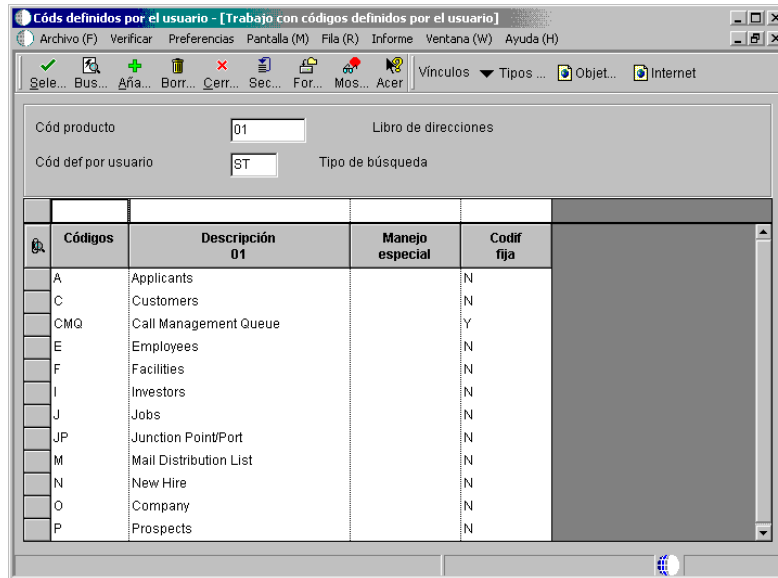 Códs definidos por el usuario - [Trabajo con códigos definidos por el usuario]
Archivo (F) Verificar Preferencias Pantalla (M) Fila (R) Informe Ventana (W) Ayuda (H)
Sele... Bus... Aña... Borr... Cerr... Sec... For... Mos... Acer Vínculos Tipos ... Objet... Internet
Cód producto 01 Libro de direcciones
Cód def por usuario ST Tipo de búsqueda
Códigos Descripción 01 Manejo especial Codif fija
A Applicants N
C Customers N
CMQ Call Management Queue Y
E Employees N
F Facilities N
I Investors N
J Jobs N
JP Junction Point/Port N
M Mail Distribution List N
N New Hire N
O Company N
P Prospects N